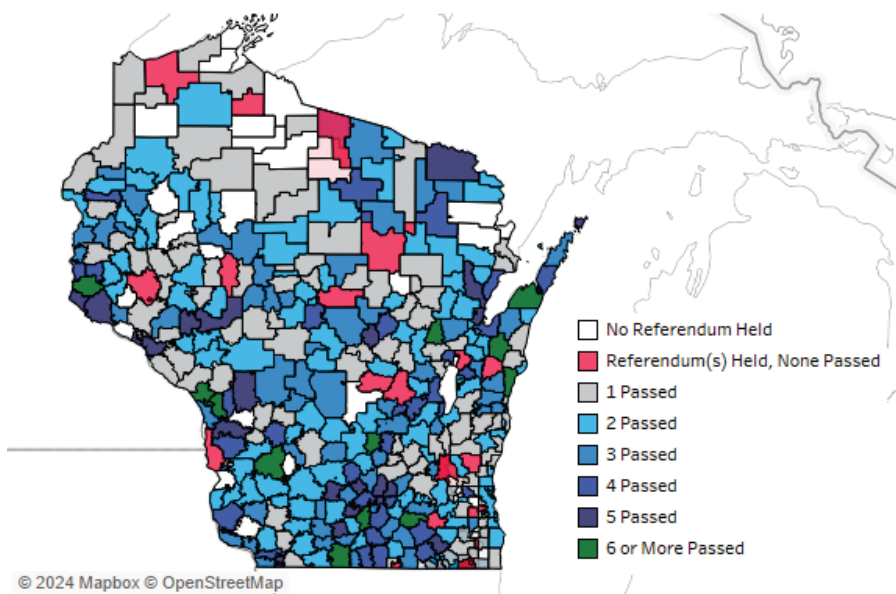 No Referendum Held
Referendum(s) Held, None Passed
1 Passed
2 Passed
3 Passed
4 Passed
5 Passed
6 or More Passed
© 2024 Mapbox © OpenStreetMap